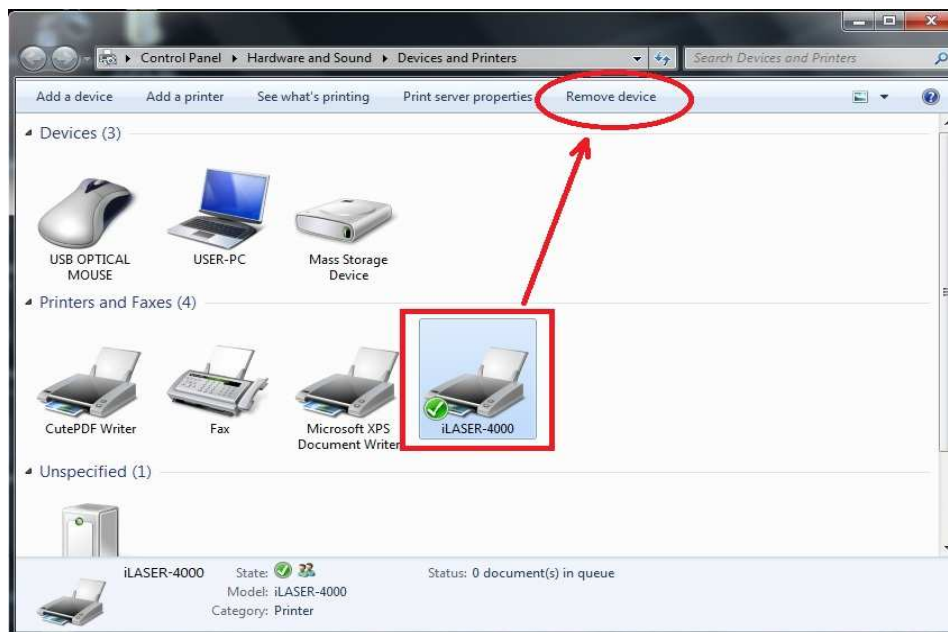 Control Panel ▸ Hardware and Sound ▸ Devices and Printers
Search Devices and Printers
Add a device Add a printer See what's printing Print server properties Remove device
Devices (3)
USB OPTICAL
MOUSE
USER-PC
Mass Storage
Device
Printers and Faxes (4)
CutePDF Writer
Fax
Microsoft XPS
Document Writer
iLASER-4000
Unspecified (1)
iLASER-4000 State: Status: 0 document(s) in queue
Model: iLASER-4000
Category: Printer